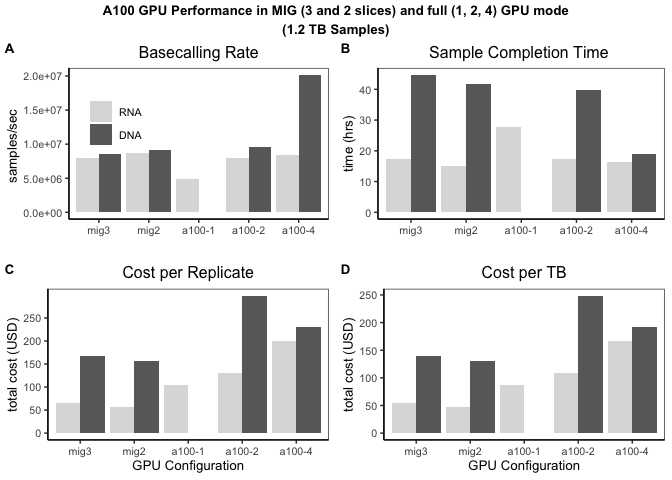 A100 GPU Performance in MIG (3 and 2 slices) and full (1, 2, 4) GPU mode
(1.2 TB Samples)
A
Basecalling Rate
samples/sec
2.0e+07
1.5e+07
1.0e+07
5.0e+06
0.0e+00
RNA
DNA
mig3 mig2 a100-1 a100-2 a100-4
B
Sample Completion Time
time (hrs)
40
30
20
10
0
mig3 mig2 a100-1 a100-2 a100-4
C
Cost per Replicate
total cost (USD)
250
200
150
100
50
0
mig3 mig2 a100-1 a100-2 a100-4
GPU Configuration
D
Cost per TB
total cost (USD)
250
200
150
100
50
0
mig3 mig2 a100-1 a100-2 a100-4
GPU Configuration